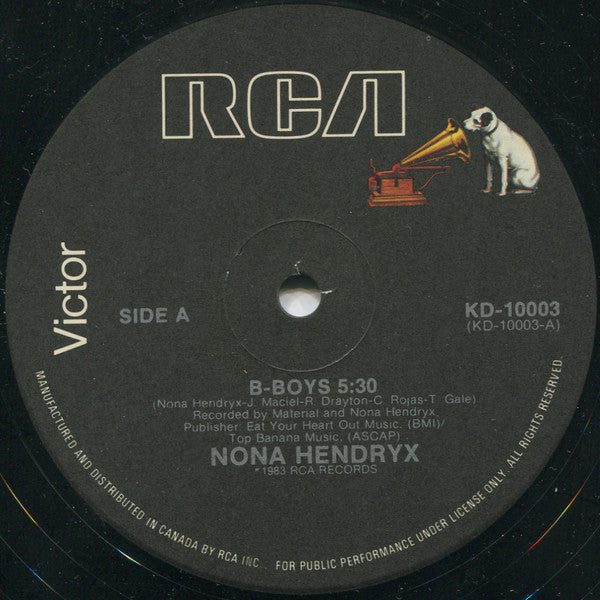 RCA
Victor
SIDE A
KD-10003
(KD-10003-A)
B-BOYS 5:30
(Nona Hendryx-J. Maciel-R. Drayton-C. Rojas-T. Gale)
Recorded by Material and Nona Hendryx
Publisher: Eat Your Heart Out Music. (BMI)/
Top Banana Music. (ASCAP)
NONA HENDRYX
℗1983 RCA RECORDS
MANUFACTURED AND DISTRIBUTED IN CANADA BY RCA INC. . FOR PUBLIC PERFORMANCE UNDER LICENSE ONLY. ALL RIGHTS RESERVED.